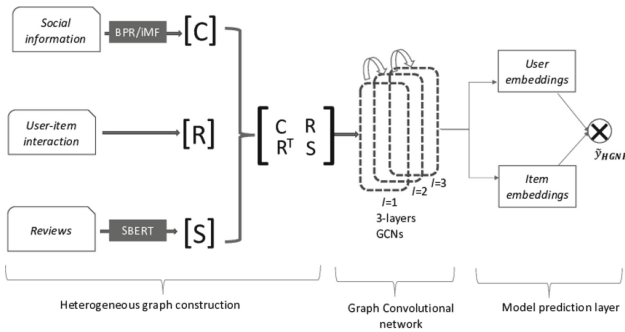 Social
information
BPR/iMF
[C]
User-item
interaction
[R]
Reviews
SBERT
[S]
C R
Rᵀ S
l=1
l=2
l=3
3-layers
GCNs
User
embeddings
Item
embeddings
Heterogeneous graph construction
Graph Convolutional
network
Model prediction layer